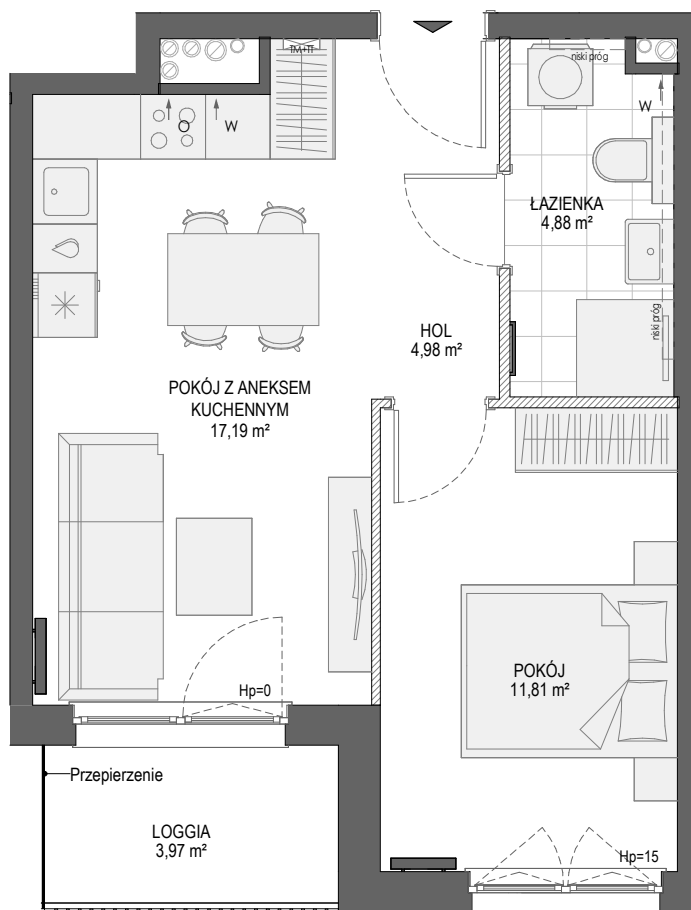 TM+TT
niski próg
O
W
W
ŁAZIENKA
4,88 m²
niski próg
HOL
4,98 m²
POKÓJ Z ANEKSEM
KUCHENNYM
17,19 m²
POKÓJ
11,81 m²
Hp=0
Przepierzenie
LOGGIA
3,97 m²
Hp=15